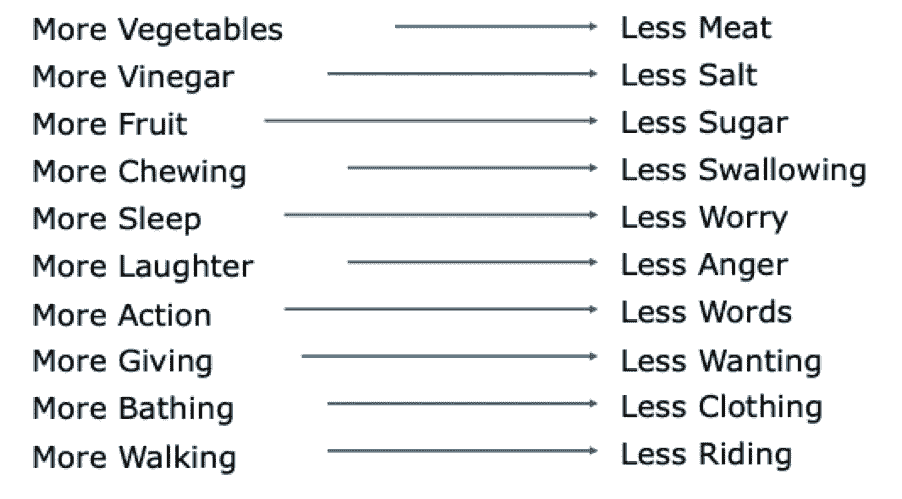 More Vegetables → Less Meat
More Vinegar → Less Salt
More Fruit → Less Sugar
More Chewing → Less Swallowing
More Sleep → Less Worry
More Laughter → Less Anger
More Action → Less Words
More Giving → Less Wanting
More Bathing → Less Clothing
More Walking → Less Riding